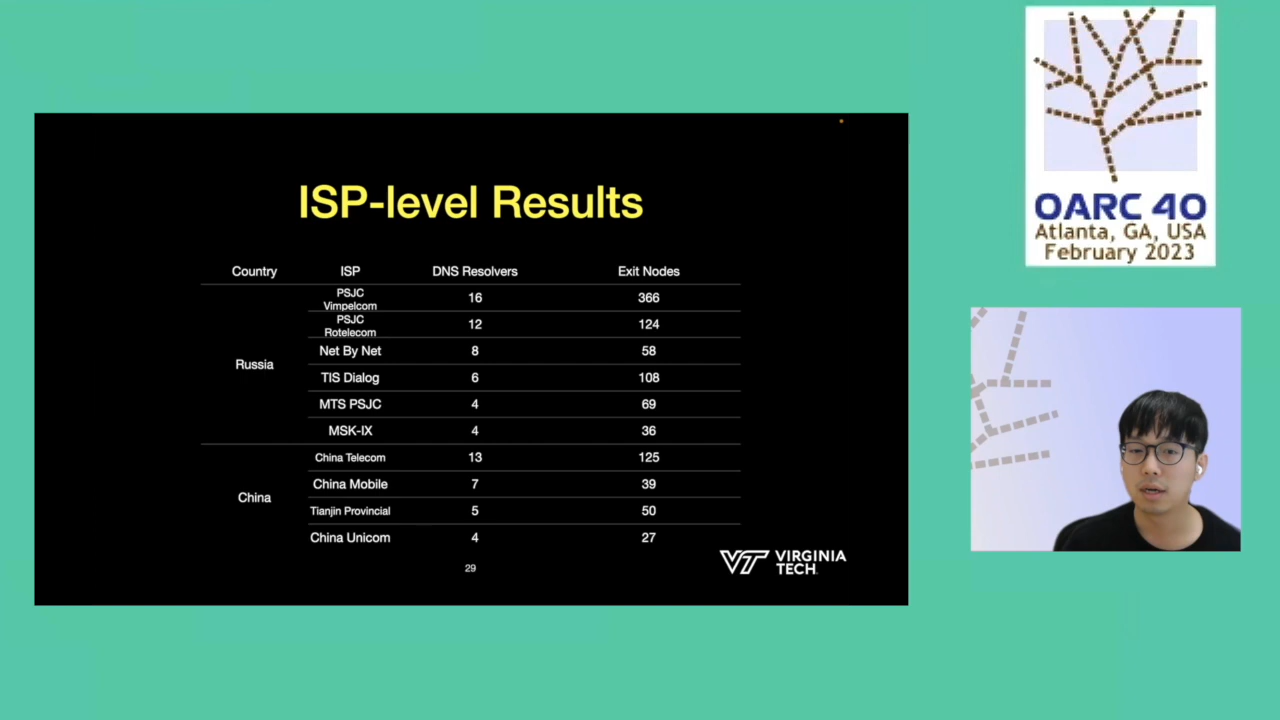 ISP-level Results
Country ISP DNS Resolvers Exit Nodes
Russia
PSJC
Vimpelcom 16 366
PSJC
Rotelecom 12 124
Net By Net 8 58
TIS Dialog 6 108
MTS PSJC 4 69
MSK-IX 4 36
China
China Telecom 13 125
China Mobile 7 39
Tianjin Provincial 5 50
China Unicom 4 27
29
VT VIRGINIA
TECH
OARC 40
Atlanta, GA, USA
February 2023